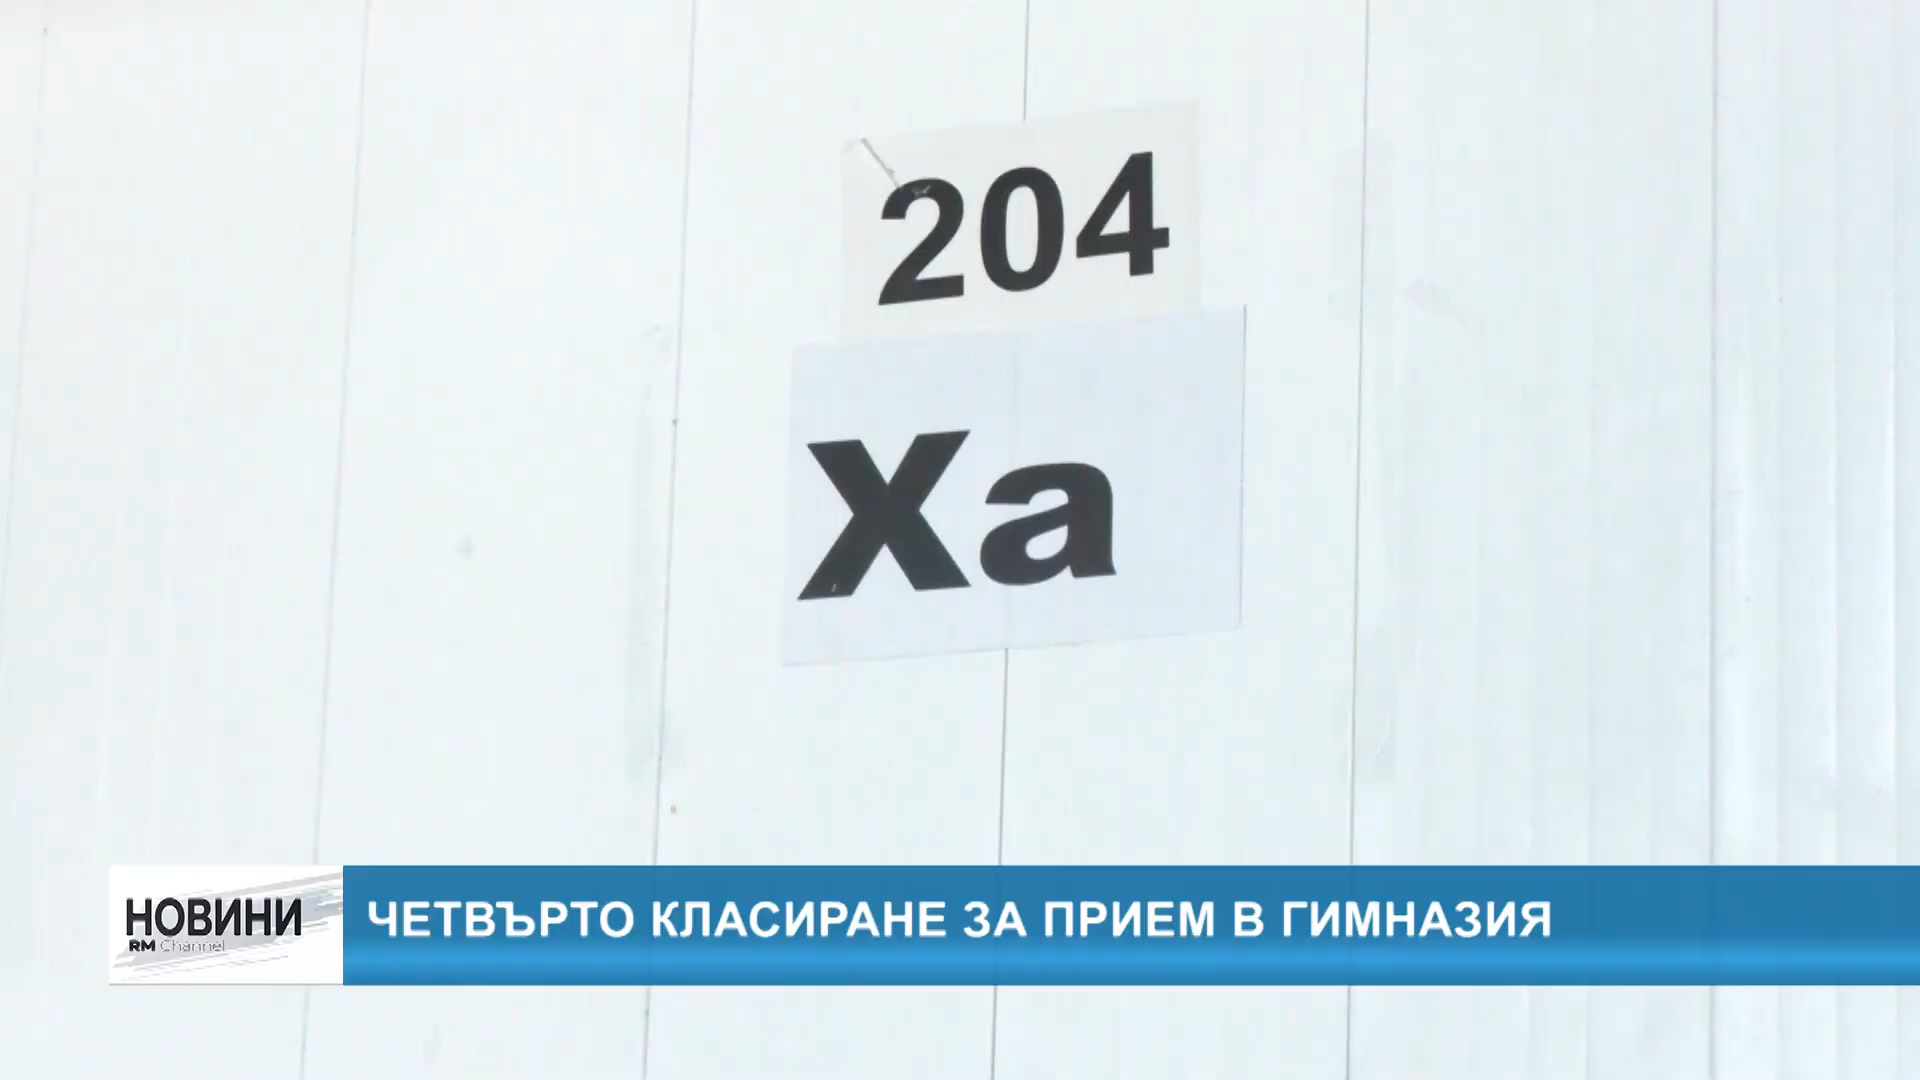 204
Xa
НОВИНИ
RM Channel
ЧЕТВЪРТО КЛАСИРАНЕ ЗА ПРИЕМ В ГИМНАЗИЯ